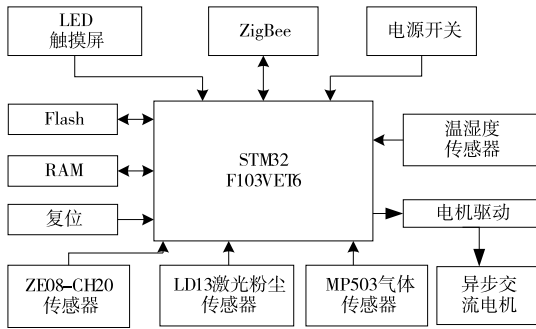 LED
触摸屏
ZigBee
电源开关
Flash
STM32
F103VET6
温湿度
传感器
RAM
复位
电机驱动
ZE08-CH20
传感器
LD13激光粉尘
传感器
MP503气体
传感器
异步交
流电机